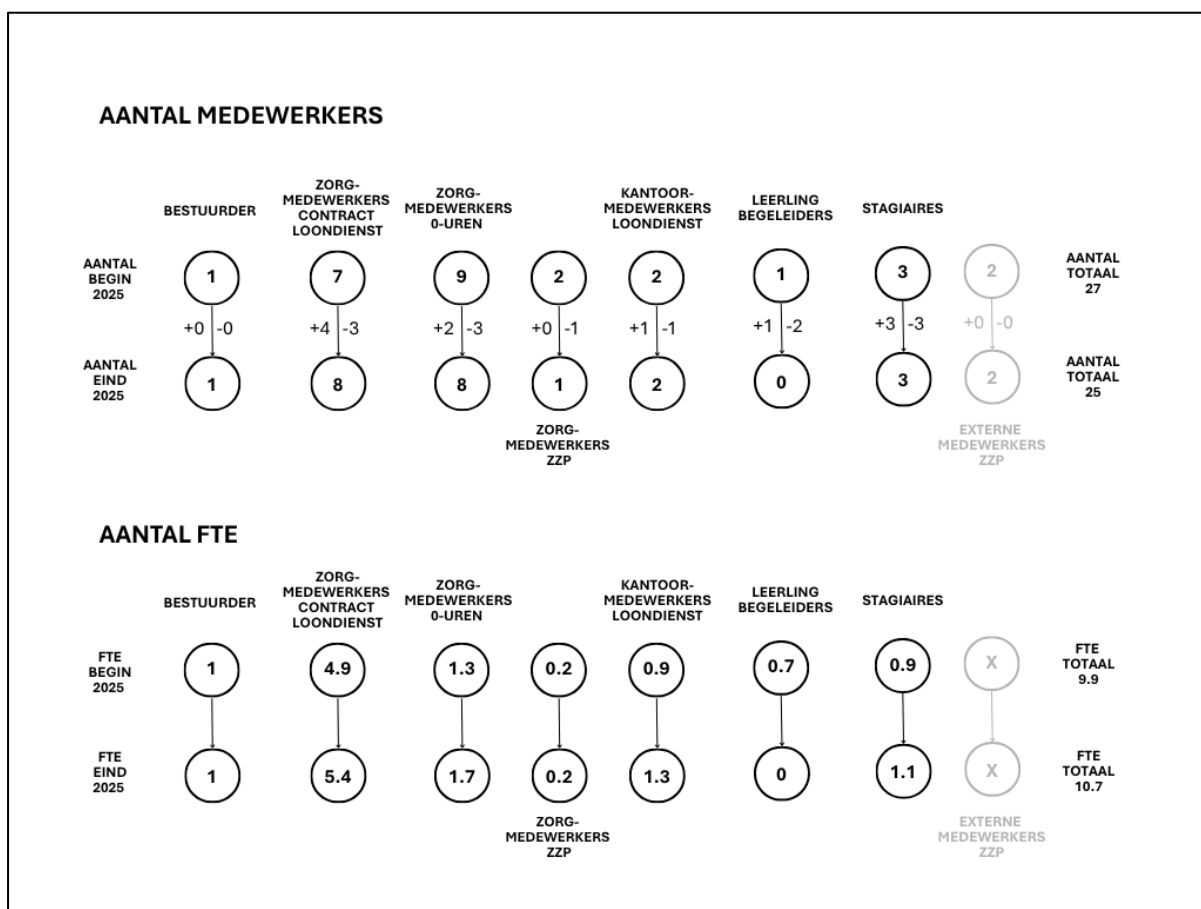 AANTAL MEDEWERKERS
BESTUURDER
ZORG-
MEDEWERKERS
CONTRACT
LOONDIENST
ZORG-
MEDEWERKERS
0-UREN
KANTOOR-
MEDEWERKERS
LOONDIENST
LEERLING
BEGELEIDERS
STAGIAIRES
AANTAL
BEGIN
2025
1
7
9
2
2
1
3
2
AANTAL
TOTAAL
27
+0 -0
+4 -3
+2 -3
+0 -1
+1 -1
+1 -2
+3 -3
+0 -0
AANTAL
EIND
2025
1
8
8
1
2
0
3
2
AANTAL
TOTAAL
25
ZORG-
MEDEWERKERS
ZZP
EXTERNE
MEDEWERKERS
ZZP
AANTAL FTE
BESTUURDER
ZORG-
MEDEWERKERS
CONTRACT
LOONDIENST
ZORG-
MEDEWERKERS
0-UREN
KANTOOR-
MEDEWERKERS
LOONDIENST
LEERLING
BEGELEIDERS
STAGIAIRES
FTE
BEGIN
2025
1
4.9
1.3
0.2
0.9
0.7
0.9
X
FTE
TOTAAL
9.9
FTE
EIND
2025
1
5.4
1.7
0.2
1.3
0
1.1
X
FTE
TOTAAL
10.7
ZORG-
MEDEWERKERS
ZZP
EXTERNE
MEDEWERKERS
ZZP